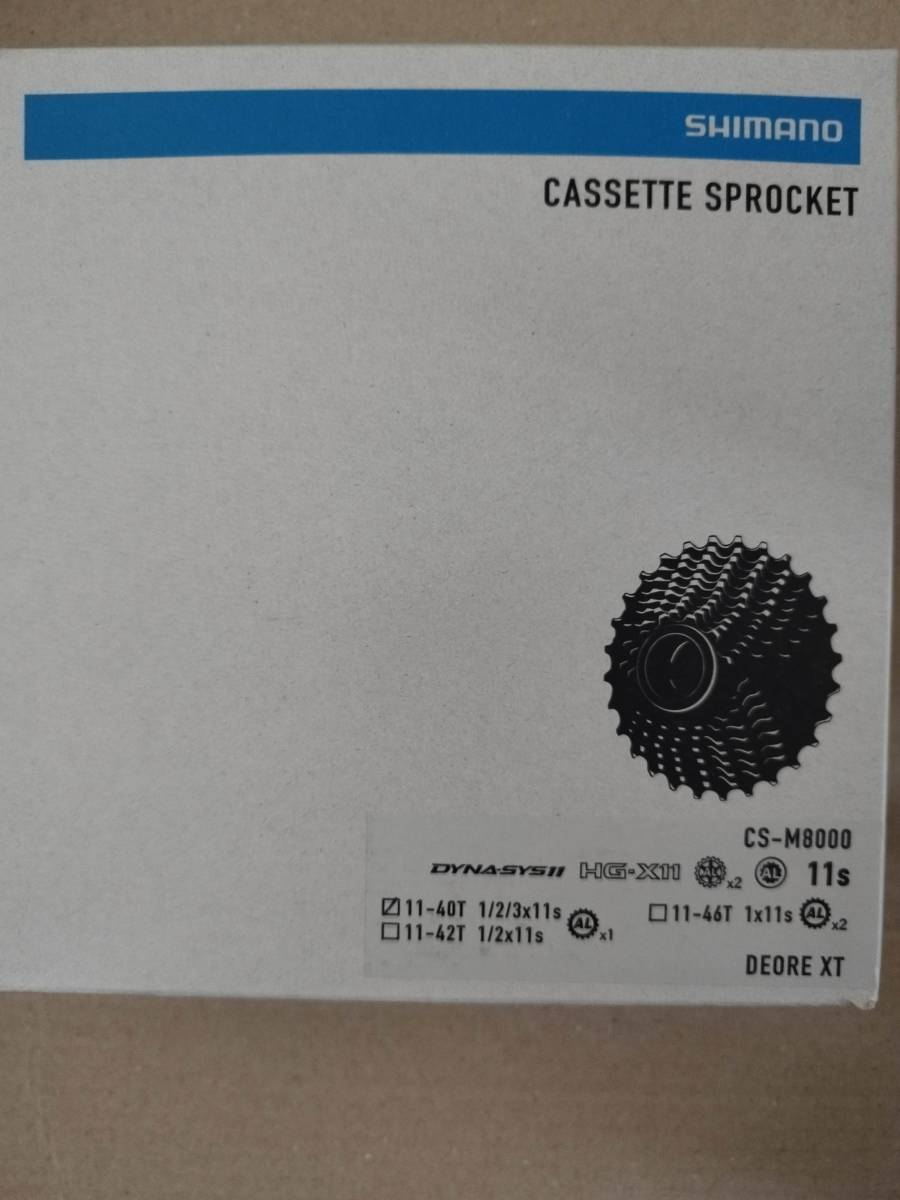 SHIMANO
CASSETTE SPROCKET
CS-M8000
DYNA-SYS11 HG-X11 AL x2 AL 11s
☑ 11-40T 1/2/3x11s AL x1 ☐ 11-46T 1x11s AL x2
☐ 11-42T 1/2x11s
DEORE XT